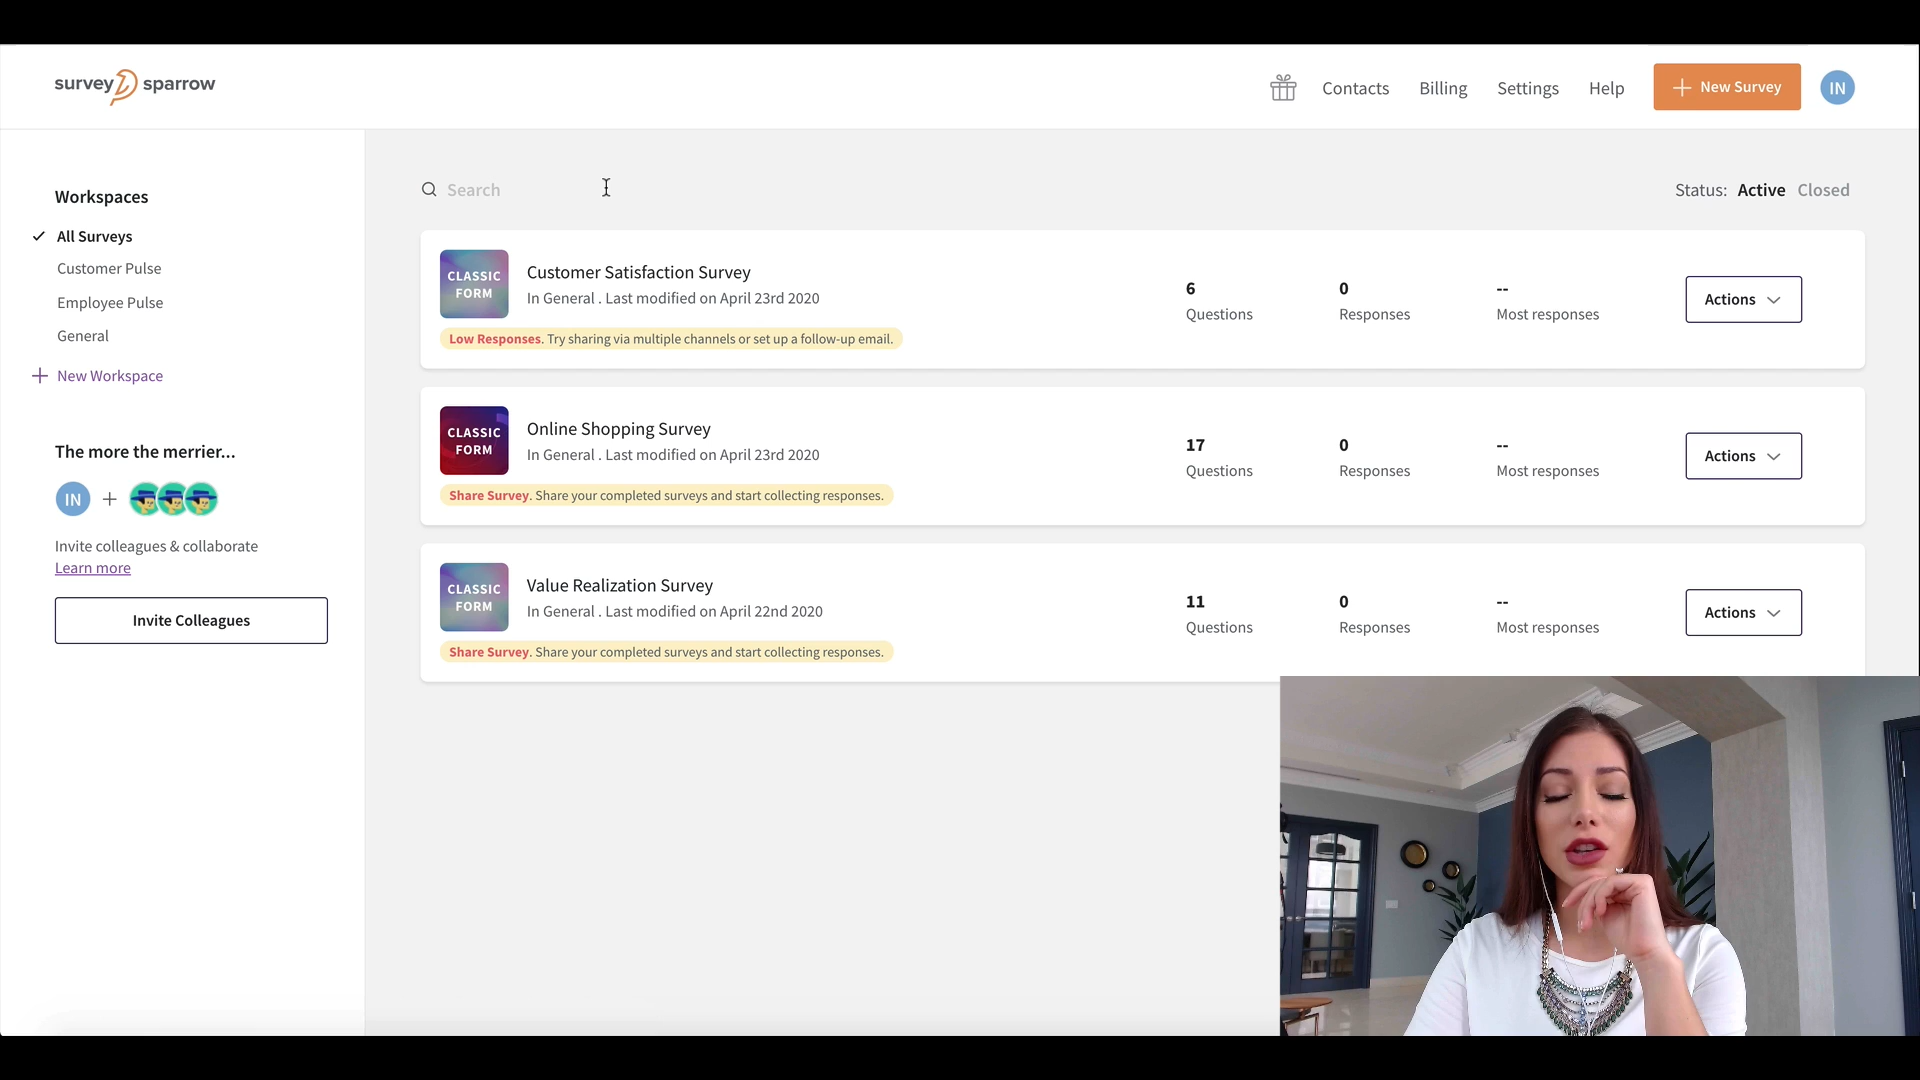 survey sparrow
Contacts
Billing
Settings
Help
New Survey
IN
Workspaces
All Surveys
Customer Pulse
Employee Pulse
General
New Workspace
The more the merrier...
IN
Invite colleagues & collaborate
Learn more
Invite Colleagues
Search
Status: Active Closed
CLASSIC
FORM
Customer Satisfaction Survey
In General . Last modified on April 23rd 2020
Low Responses. Try sharing via multiple channels or set up a follow-up email.
6
Questions
0
Responses
--
Most responses
Actions
CLASSIC
FORM
Online Shopping Survey
In General . Last modified on April 23rd 2020
Share Survey. Share your completed surveys and start collecting responses.
17
Questions
0
Responses
--
Most responses
Actions
CLASSIC
FORM
Value Realization Survey
In General . Last modified on April 22nd 2020
Share Survey. Share your completed surveys and start collecting responses.
11
Questions
0
Responses
--
Most responses
Actions